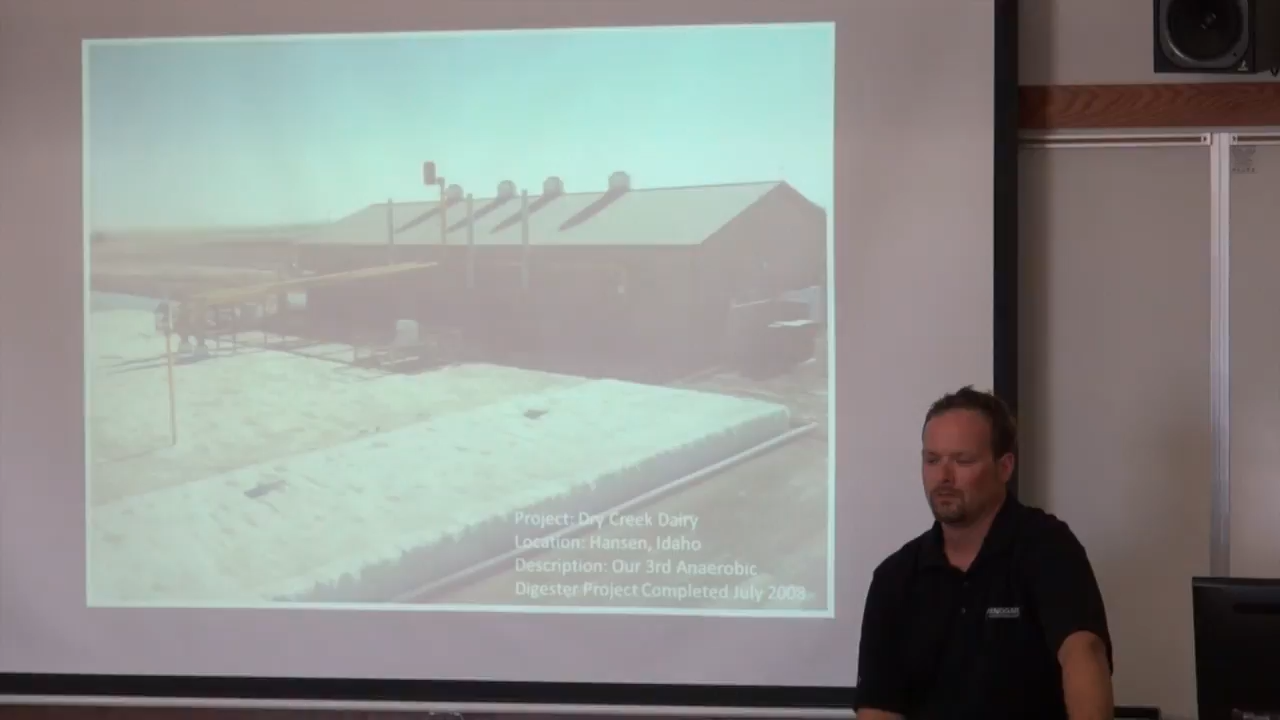 Project: Dry Creek Dairy
Location: Hansen, Idaho
Description: Our 3rd Anaerobic
Digester Project Completed July 2008